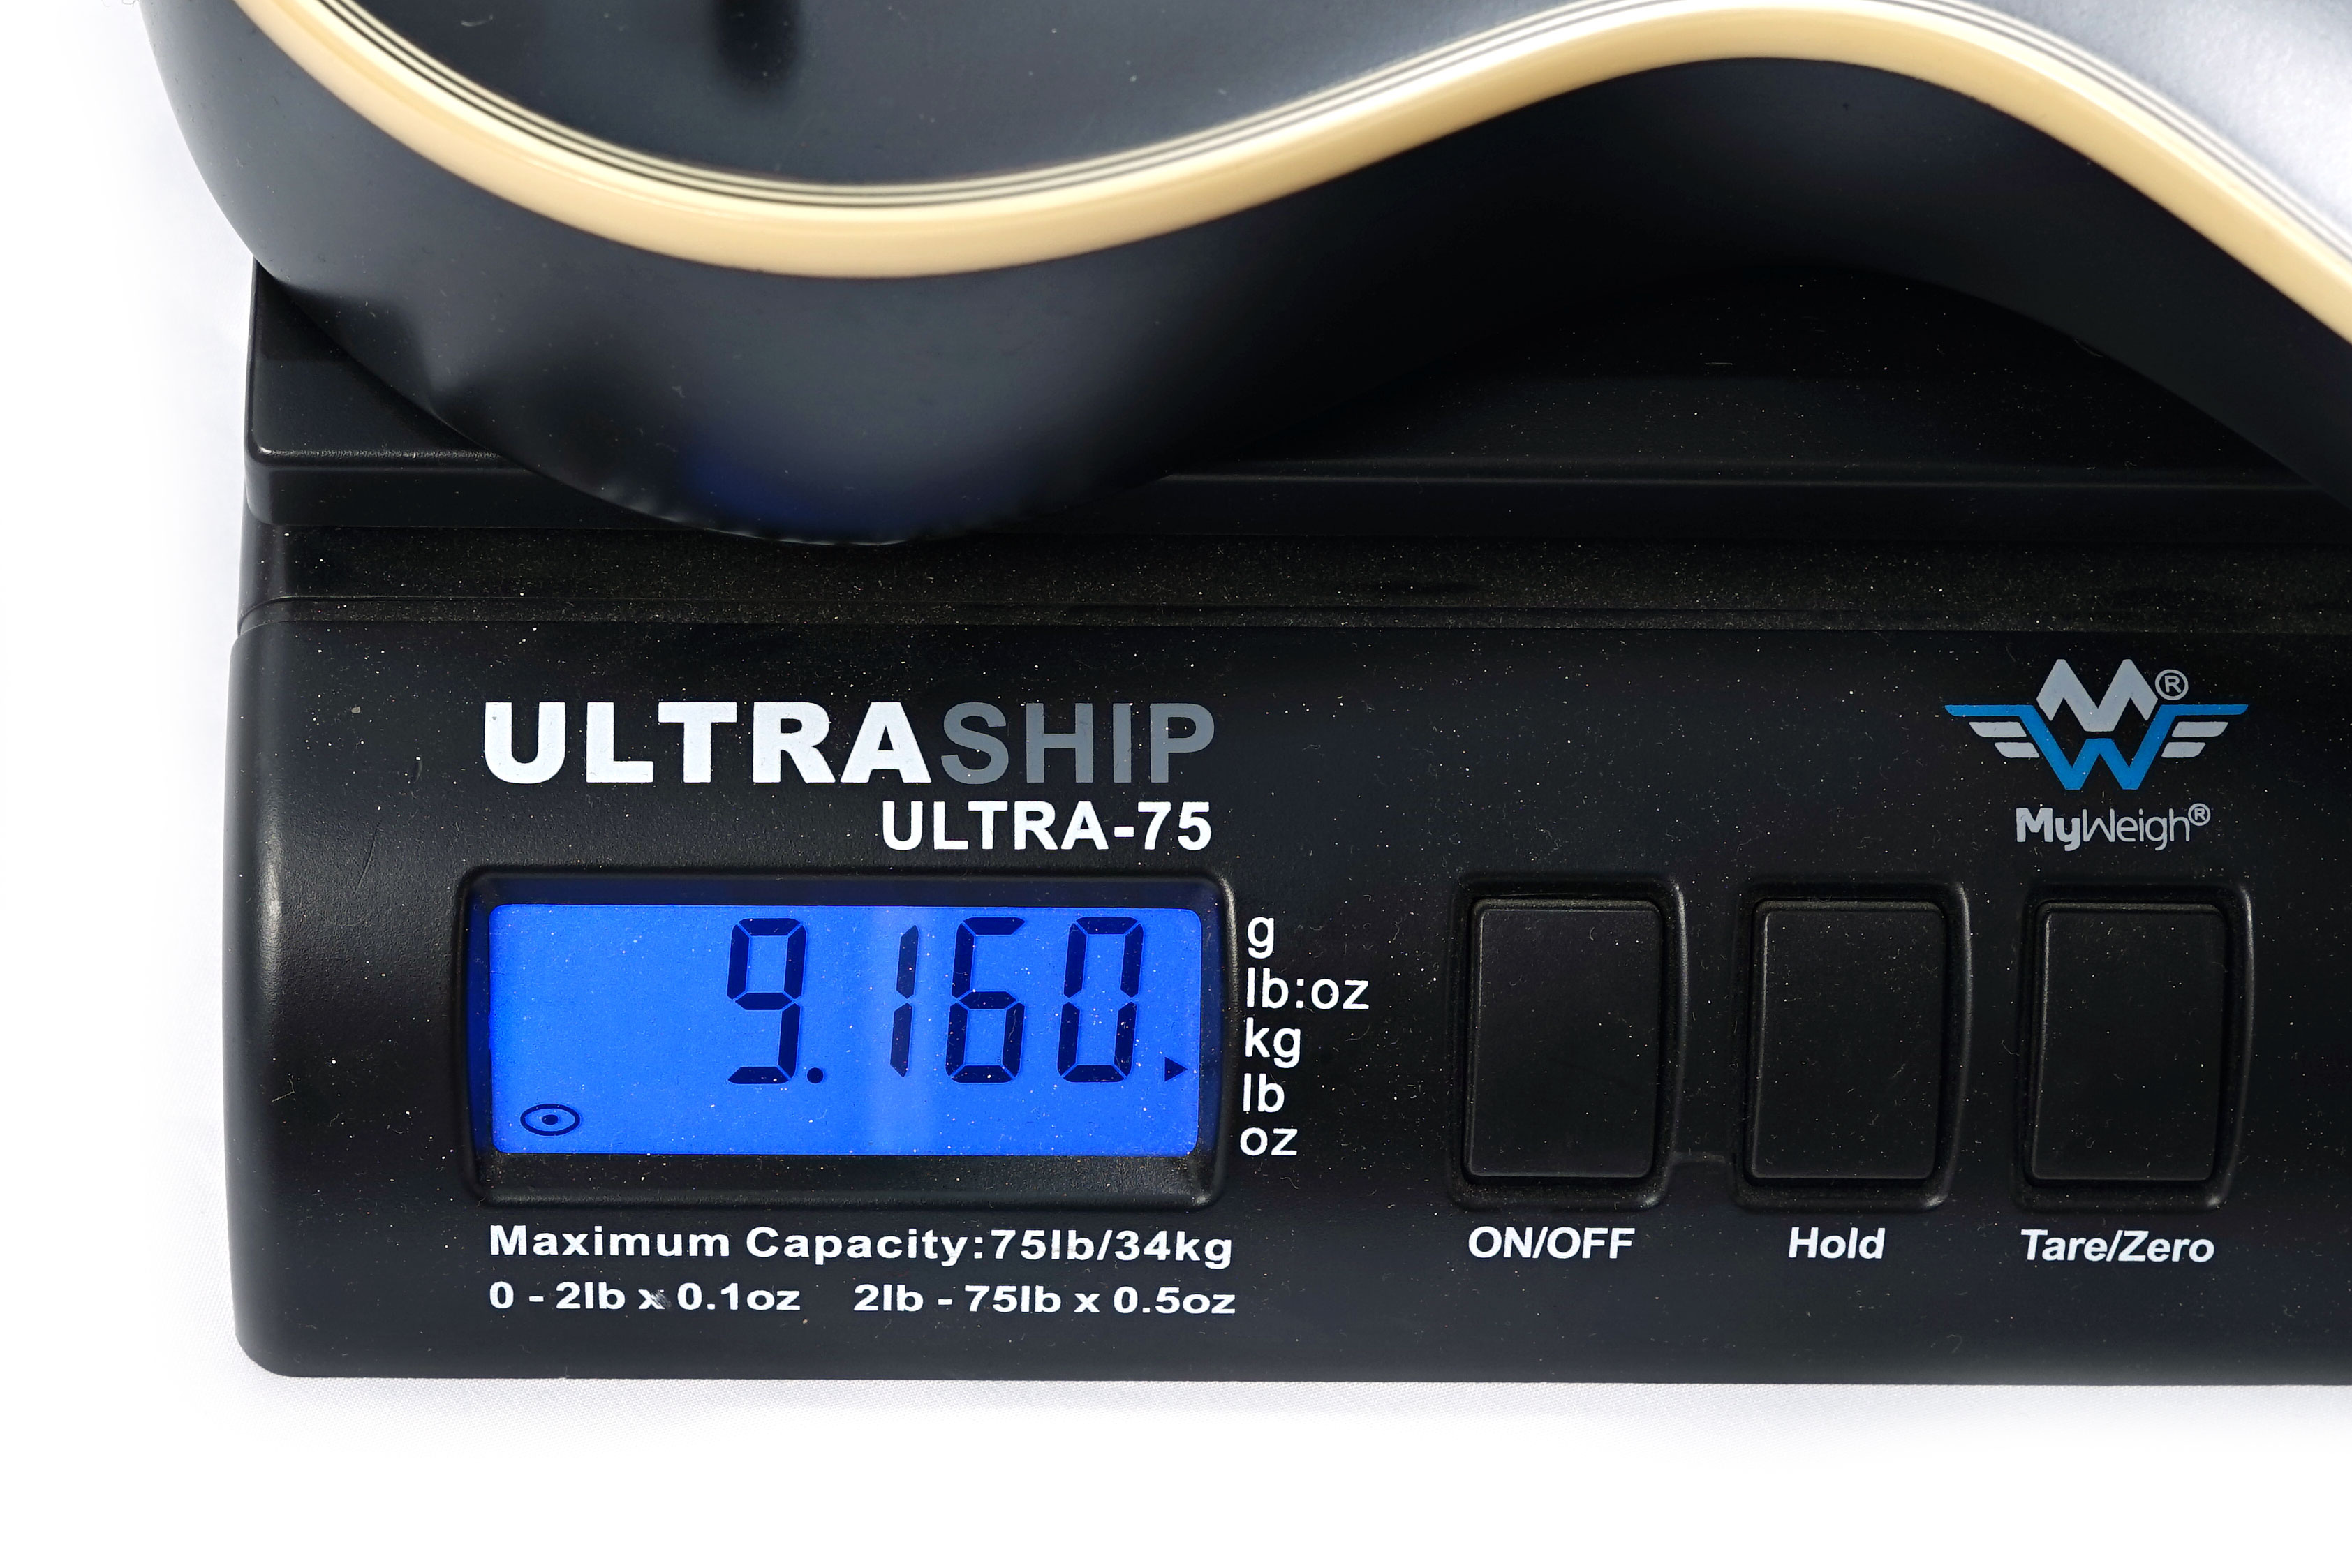 ULTRASHIP
ULTRA-75
MW®
MyWeigh®
9.160
g
lb:oz
kg
lb
oz
Maximum Capacity:75lb/34kg
0 - 2lb x 0.1oz 2lb - 75lb x 0.5oz
ON/OFF
Hold
Tare/Zero